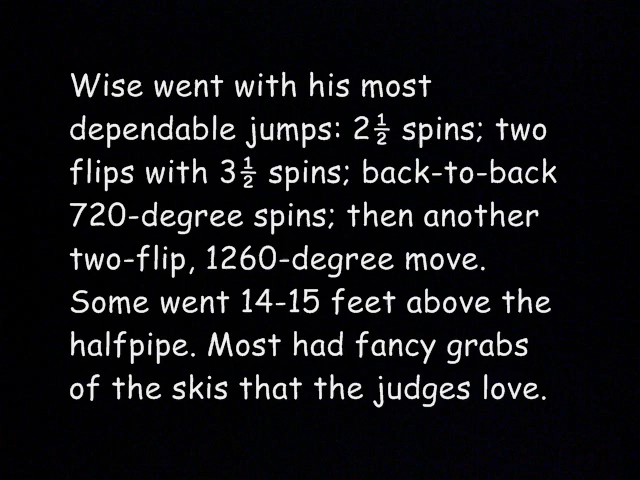 Wise went with his most
dependable jumps: 2½ spins; two
flips with 3½ spins; back-to-back
720-degree spins; then another
two-flip, 1260-degree move.
Some went 14-15 feet above the
halfpipe. Most had fancy grabs
of the skis that the judges love.